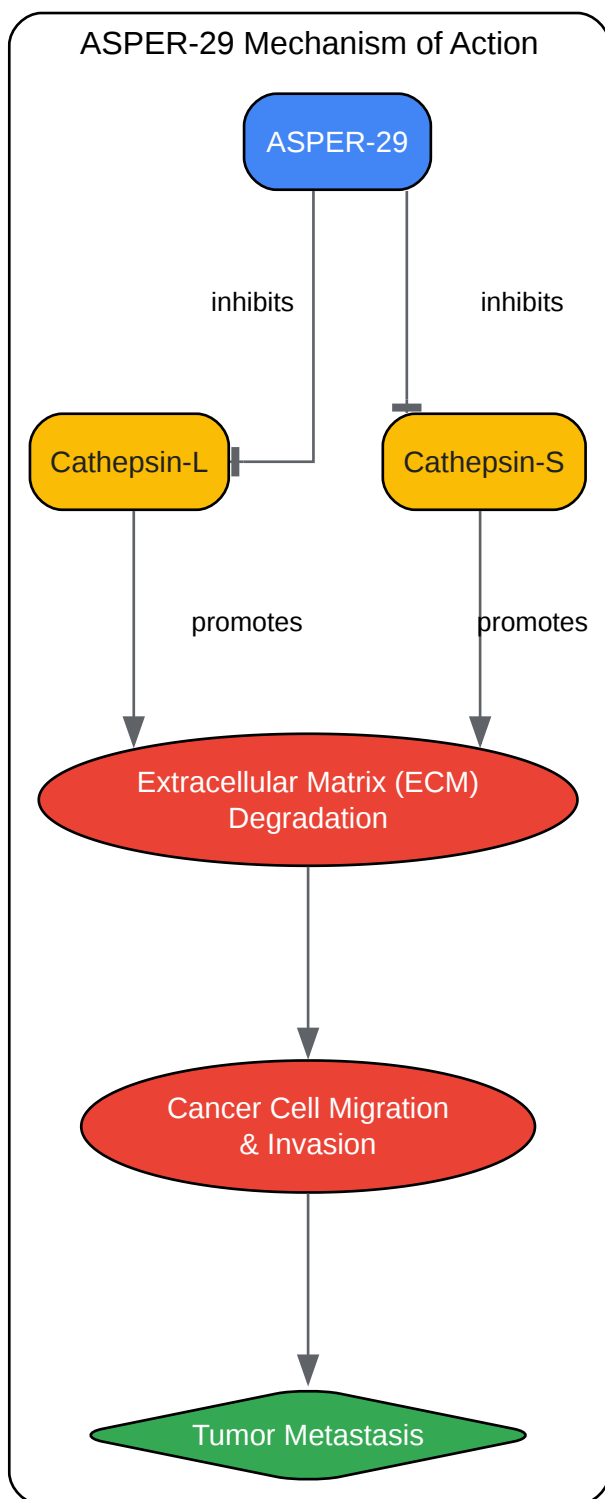 ASPER-29 Mechanism of Action
ASPER-29
inhibits
inhibits
Cathepsin-L
Cathepsin-S
promotes
promotes
Extracellular Matrix (ECM)
Degradation
Cancer Cell Migration
& Invasion
Tumor Metastasis